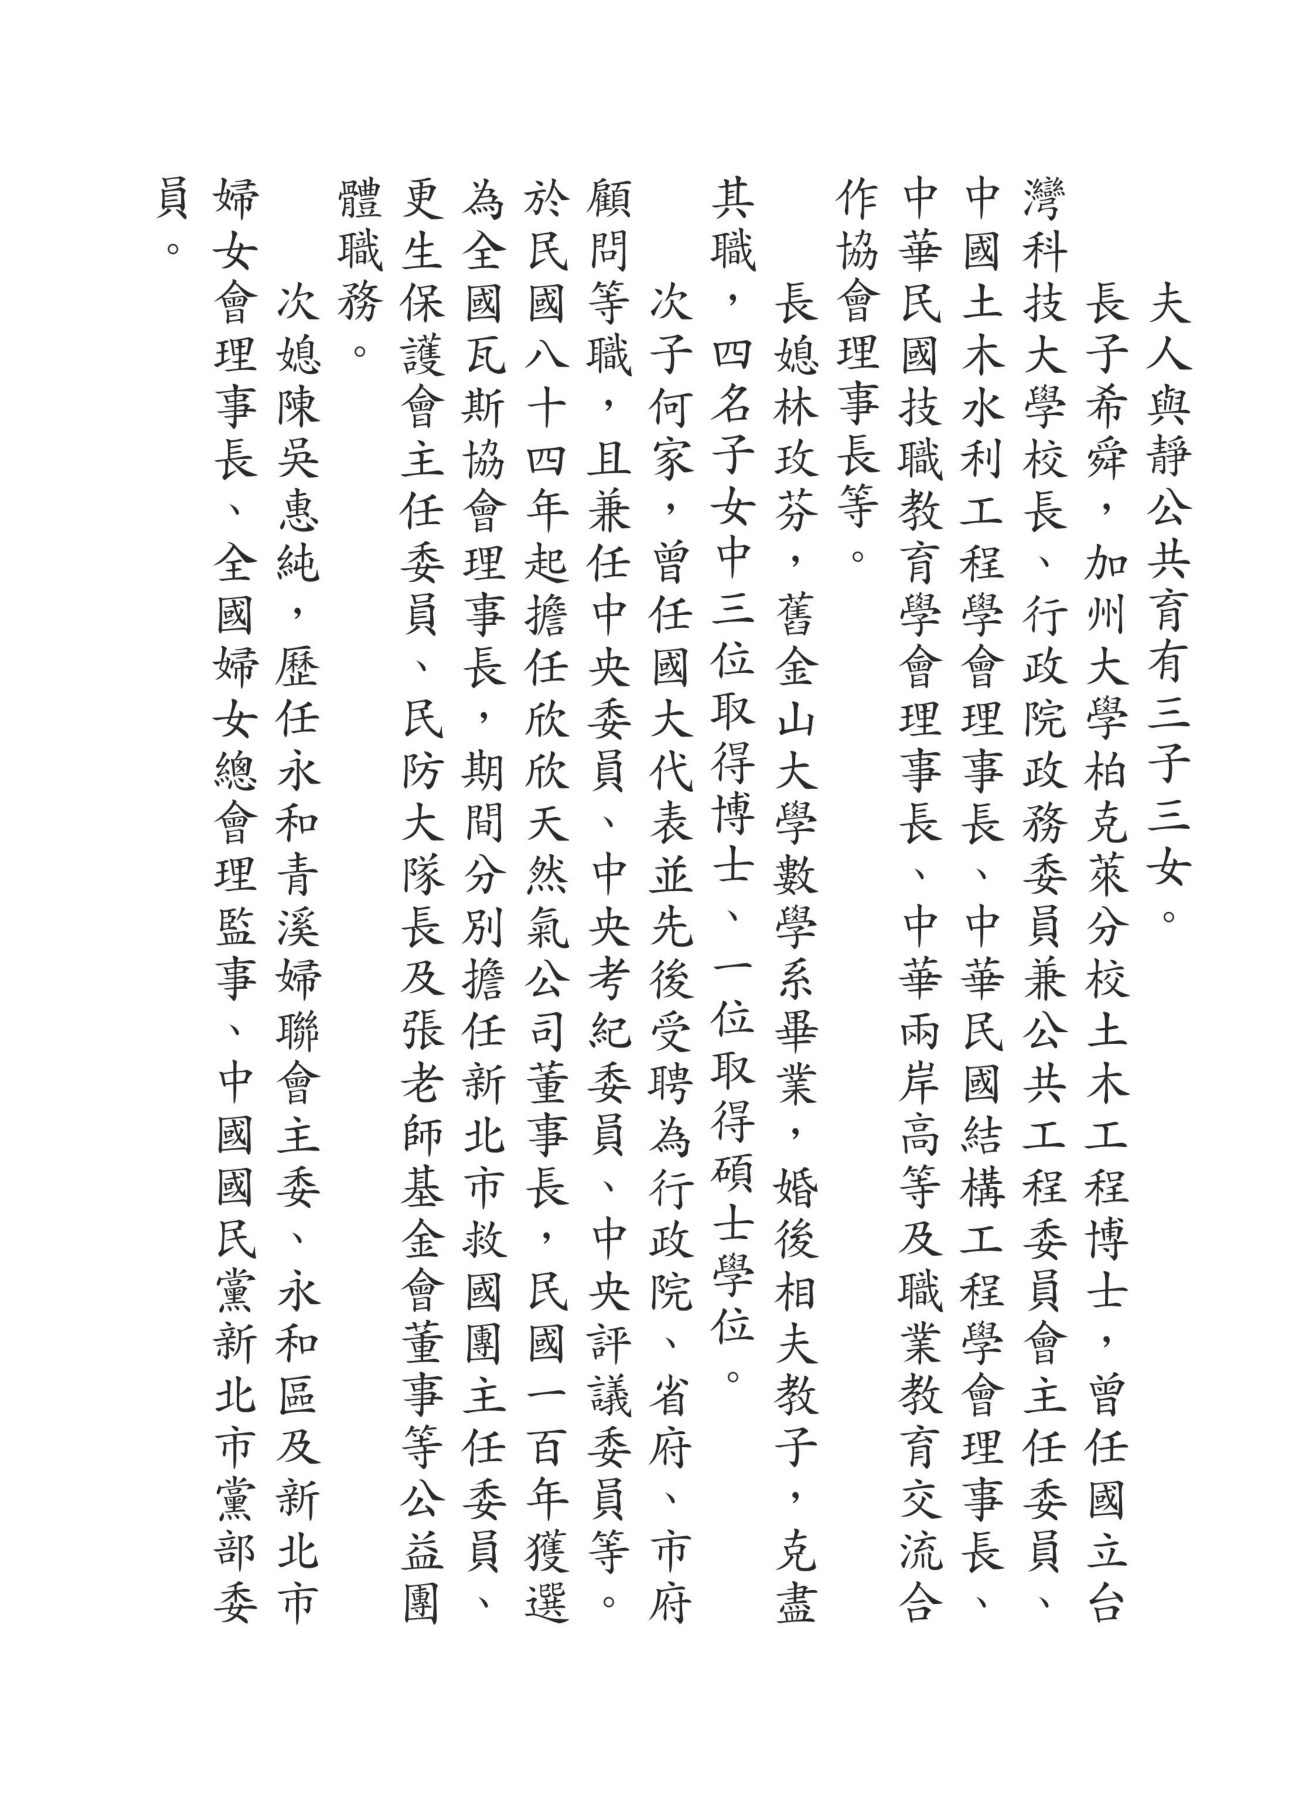 夫人與靜公共育有三子三女。
長子希舜，加州大學柏克萊分校土木工程博士，曾任國立台
灣科技大學校長、行政院政務委員兼公共工程委員會主任委員、
中國土木水利工程學會理事長、中華民國結構工程學會理事長、
中華民國技職教育學會理事長、中華兩岸高等及職業教育交流合
作協會理事長等。
長媳林玫芬，舊金山大學數學系畢業，婚後相夫教子，克盡
其職，四名子女中三位取得博士、一位取得碩士學位。
次子何家，曾任國大代表並先後受聘為行政院、省府、市府
顧問等職，且兼任中央委員、中央考紀委員、中央評議委員等。
於民國八十四年起擔任欣欣天然氣公司董事長，民國一百年獲選
為全國瓦斯協會理事長，期間分別擔任新北市救國團主任委員、
更生保護會主任委員、民防大隊長及張老師基金會董事等公益團
體職務。
次媳陳吳惠純，歷任永和青溪婦聯會主委、永和區及新北市
婦女會理事長、全國婦女總會理監事、中國國民黨新北市黨部委
員。